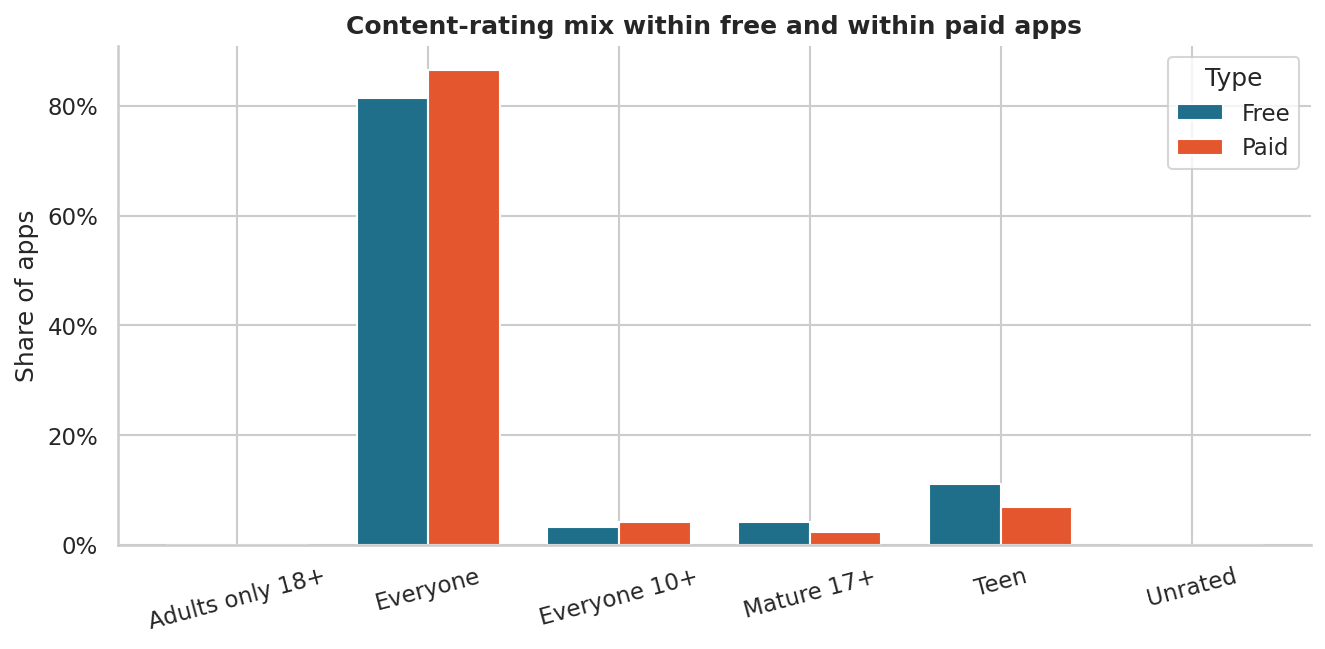 Content-rating mix within free and within paid apps
Type
Free
Paid
Share of apps
80%
60%
40%
20%
0%
Adults only 18+
Everyone
Everyone 10+
Mature 17+
Teen
Unrated